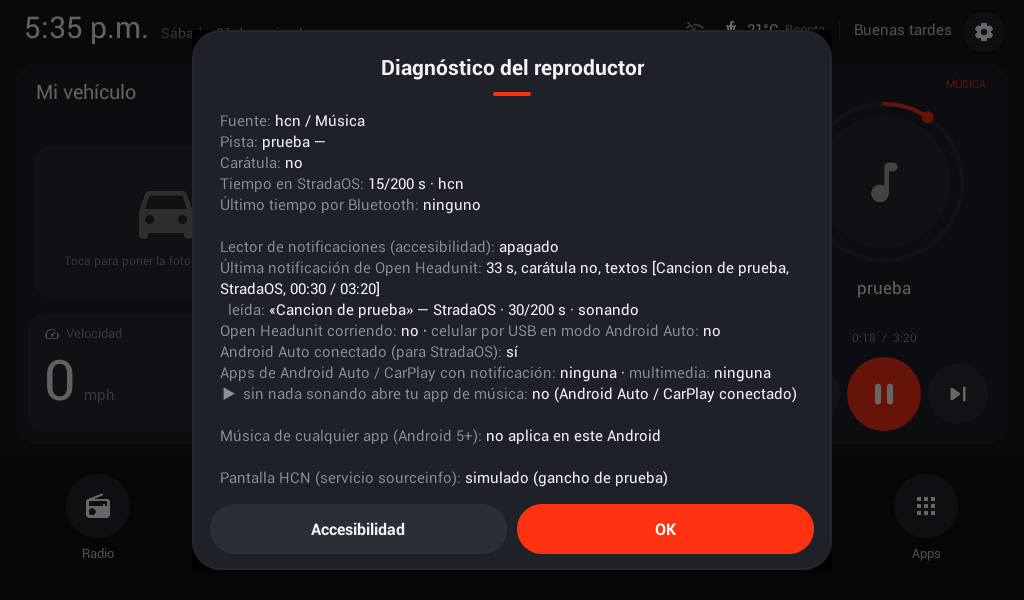 5:35 p.m.
21°C Bogota
Buenas tardes
Mi vehículo
MÚSICA
Diagnóstico del reproductor
Fuente: hcn / Música
Pista: prueba —
Carátula: no
Tiempo en StradaOS: 15/200 s · hcn
Último tiempo por Bluetooth: ninguno
Lector de notificaciones (accesibilidad): apagado
Última notificación de Open Headunit: 33 s, carátula no, textos [Cancion de prueba,
StradaOS, 00:30 / 03:20]
leída: «Cancion de prueba» — StradaOS · 30/200 s · sonando
Open Headunit corriendo: no · celular por USB en modo Android Auto: no
Android Auto conectado (para StradaOS): sí
Apps de Android Auto / CarPlay con notificación: ninguna · multimedia: ninguna
▶ sin nada sonando abre tu app de música: no (Android Auto / CarPlay conectado)
Música de cualquier app (Android 5+): no aplica en este Android
Pantalla HCN (servicio sourceinfo): simulado (gancho de prueba)
Accesibilidad
OK
Toca para poner la foto
Velocidad
0 mph
prueba
0:18 / 3:20
Radio
Apps